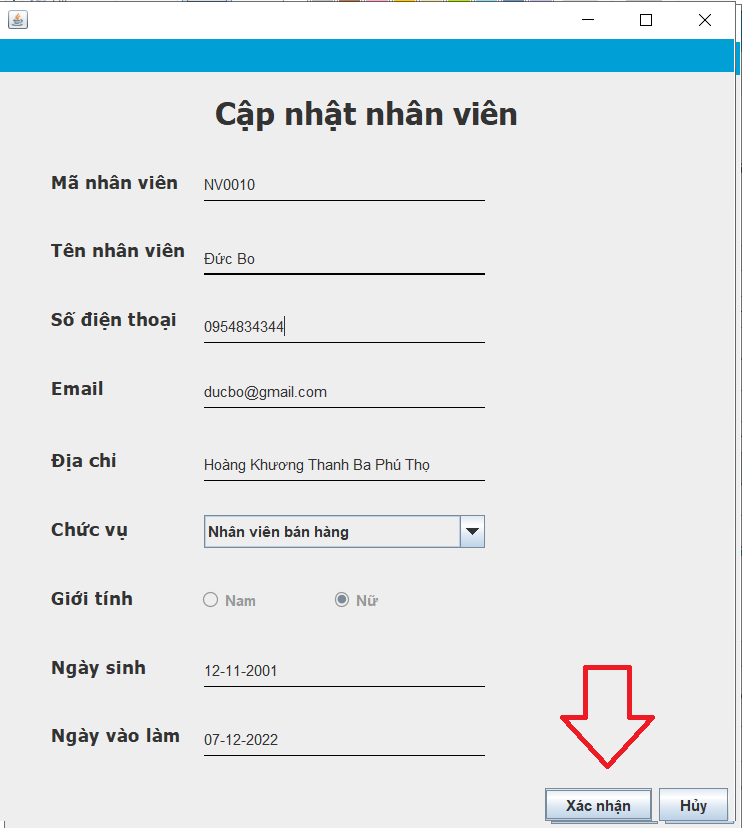 Cập nhật nhân viên
Mã nhân viên NV0010
Tên nhân viên Đức Bo
Số điện thoại 0954834344
Email ducbo@gmail.com
Địa chỉ Hoàng Khương Thanh Ba Phú Thọ
Chức vụ Nhân viên bán hàng
Giới tính Nam Nữ
Ngày sinh 12-11-2001
Ngày vào làm 07-12-2022
Xác nhận Hủy